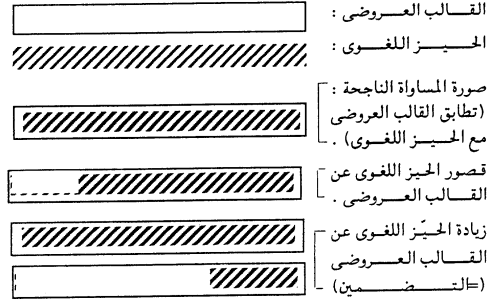 القالب العروضى :
الحيز اللغوى :
صورة المساواة الناجحة :
(تطابق القالب العروضى
مع الحيز اللغوى) .
قصور الحيز اللغوى عن
القالب العروضى .
زيادة الحيّز اللغوى عن
القالب العروضى
(=التضمين)